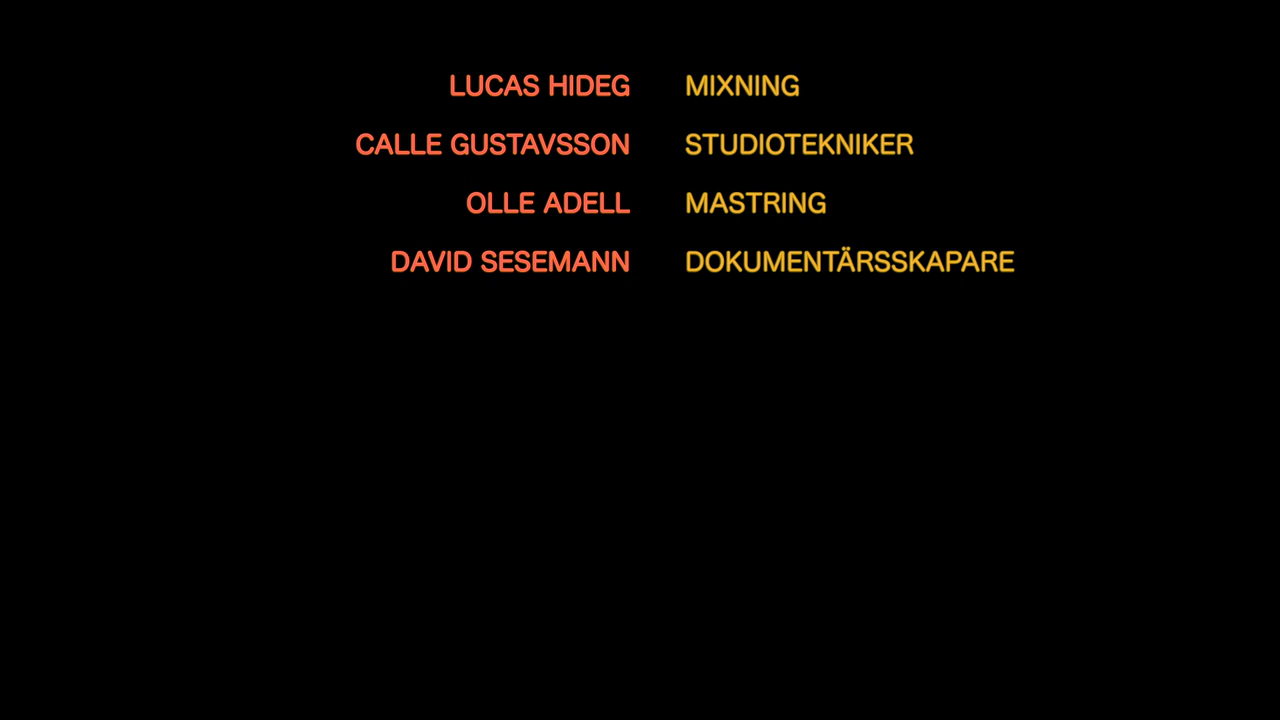 LUCAS HIDEG MIXNING
CALLE GUSTAVSSON STUDIOTEKNIKER
OLLE ADELL MASTRING
DAVID SESEMANN DOKUMENTÄRSSKAPARE